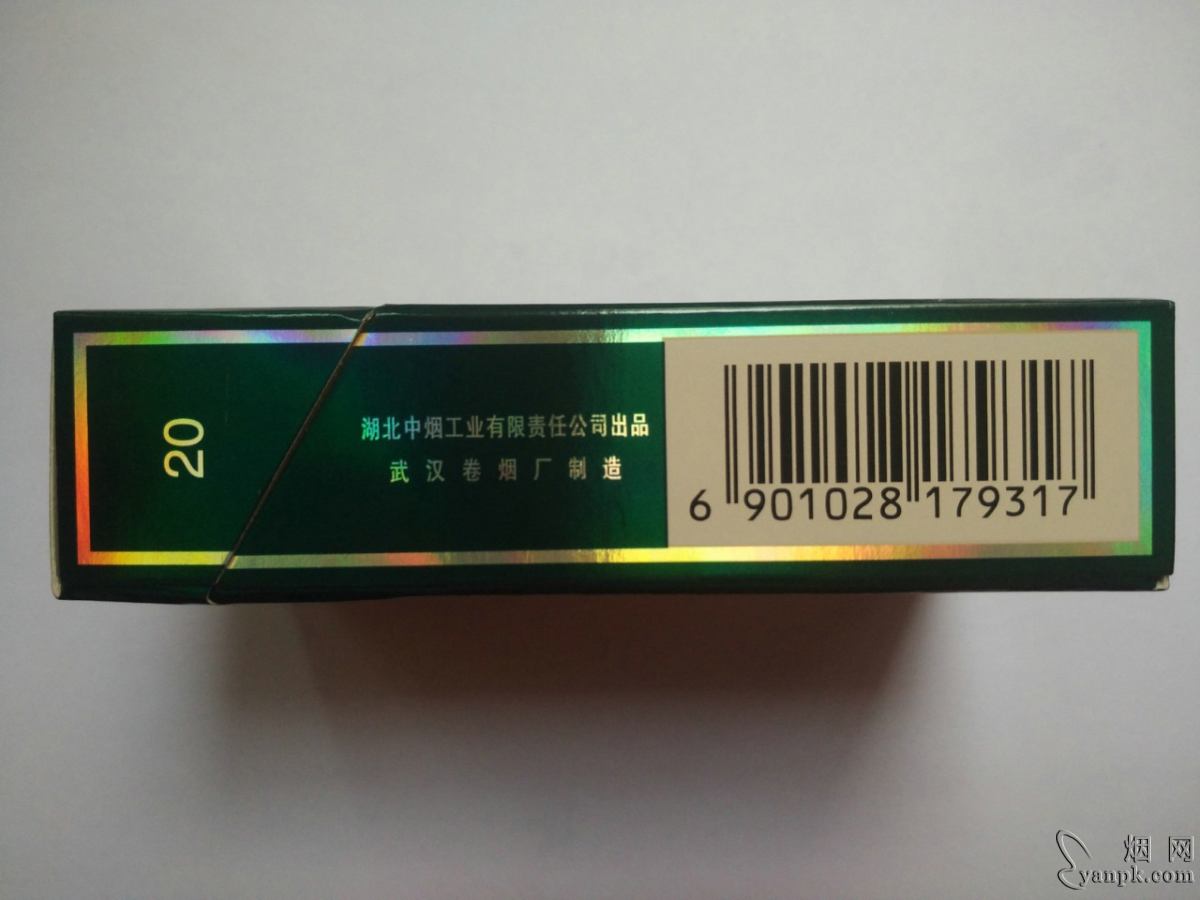 20
湖北中烟工业有限责任公司出品
武汉卷烟厂制造
6 901028 179317
烟网
yanpk.com